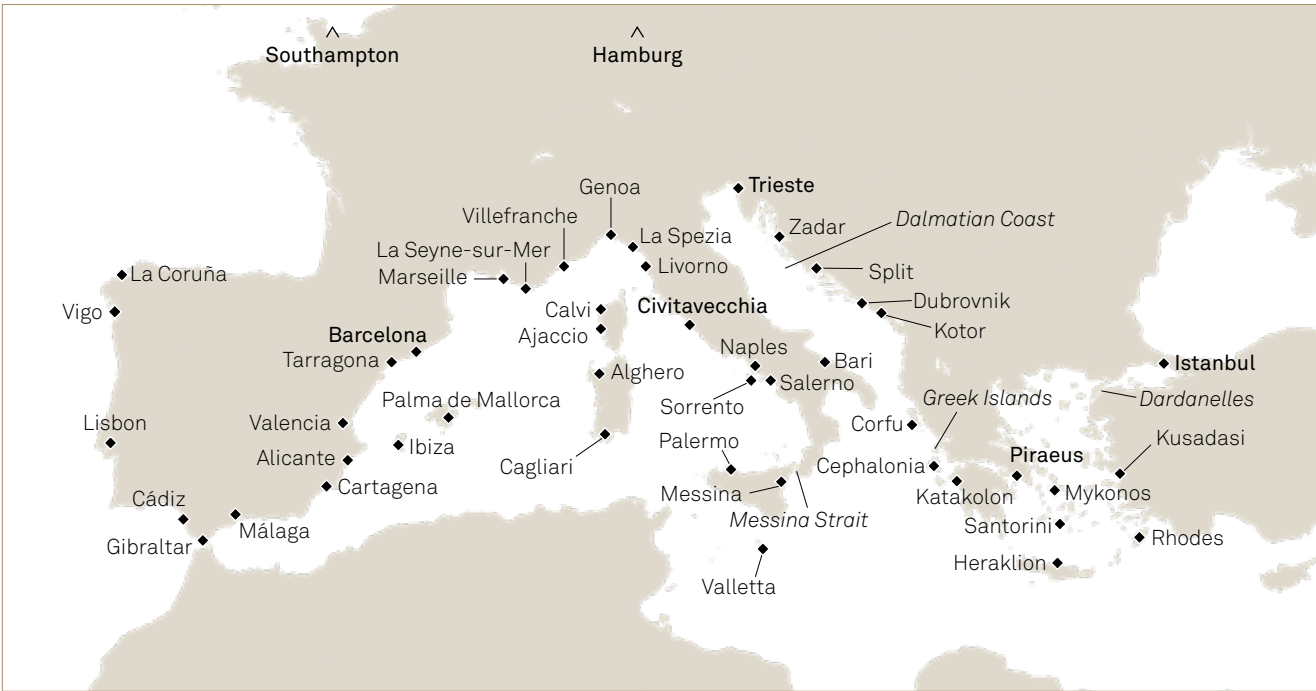 Southampton
Hamburg
Genoa
Trieste
Villefranche
Dalmatian Coast
Zadar
La Spezia
La Seyne-sur-Mer
Livorno
Marseille
La Coruña
Split
Dubrovnik
Vigo
Calvi
Civitavecchia
Kotor
Ajaccio
Barcelona
Naples
Tarragona
Bari
Istanbul
Alghero
Salerno
Palma de Mallorca
Sorrento
Greek Islands
Dardanelles
Lisbon
Valencia
Corfu
Palermo
Kusadasi
Ibiza
Alicante
Cagliari
Cephalonia
Piraeus
Cartagena
Messina
Katakolon
Mykonos
Cádiz
Messina Strait
Málaga
Santorini
Gibraltar
Rhodes
Heraklion
Valletta